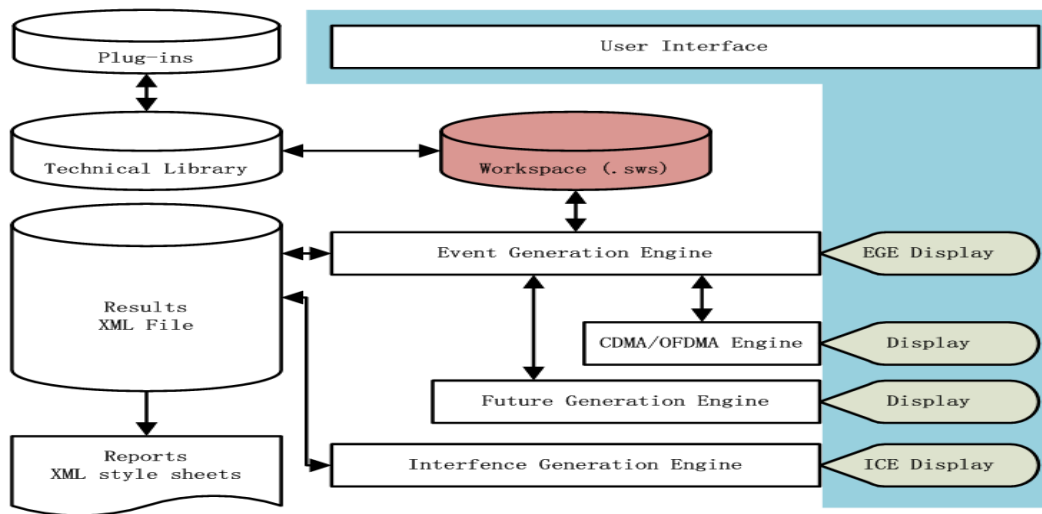 Plug-ins
User Interface
Technical Library
Workspace (.sws)
Event Generation Engine
EGE Display
Results
XML File
CDMA/OFDMA Engine
Display
Future Generation Engine
Display
Reports
XML style sheets
Interfence Generation Engine
ICE Display